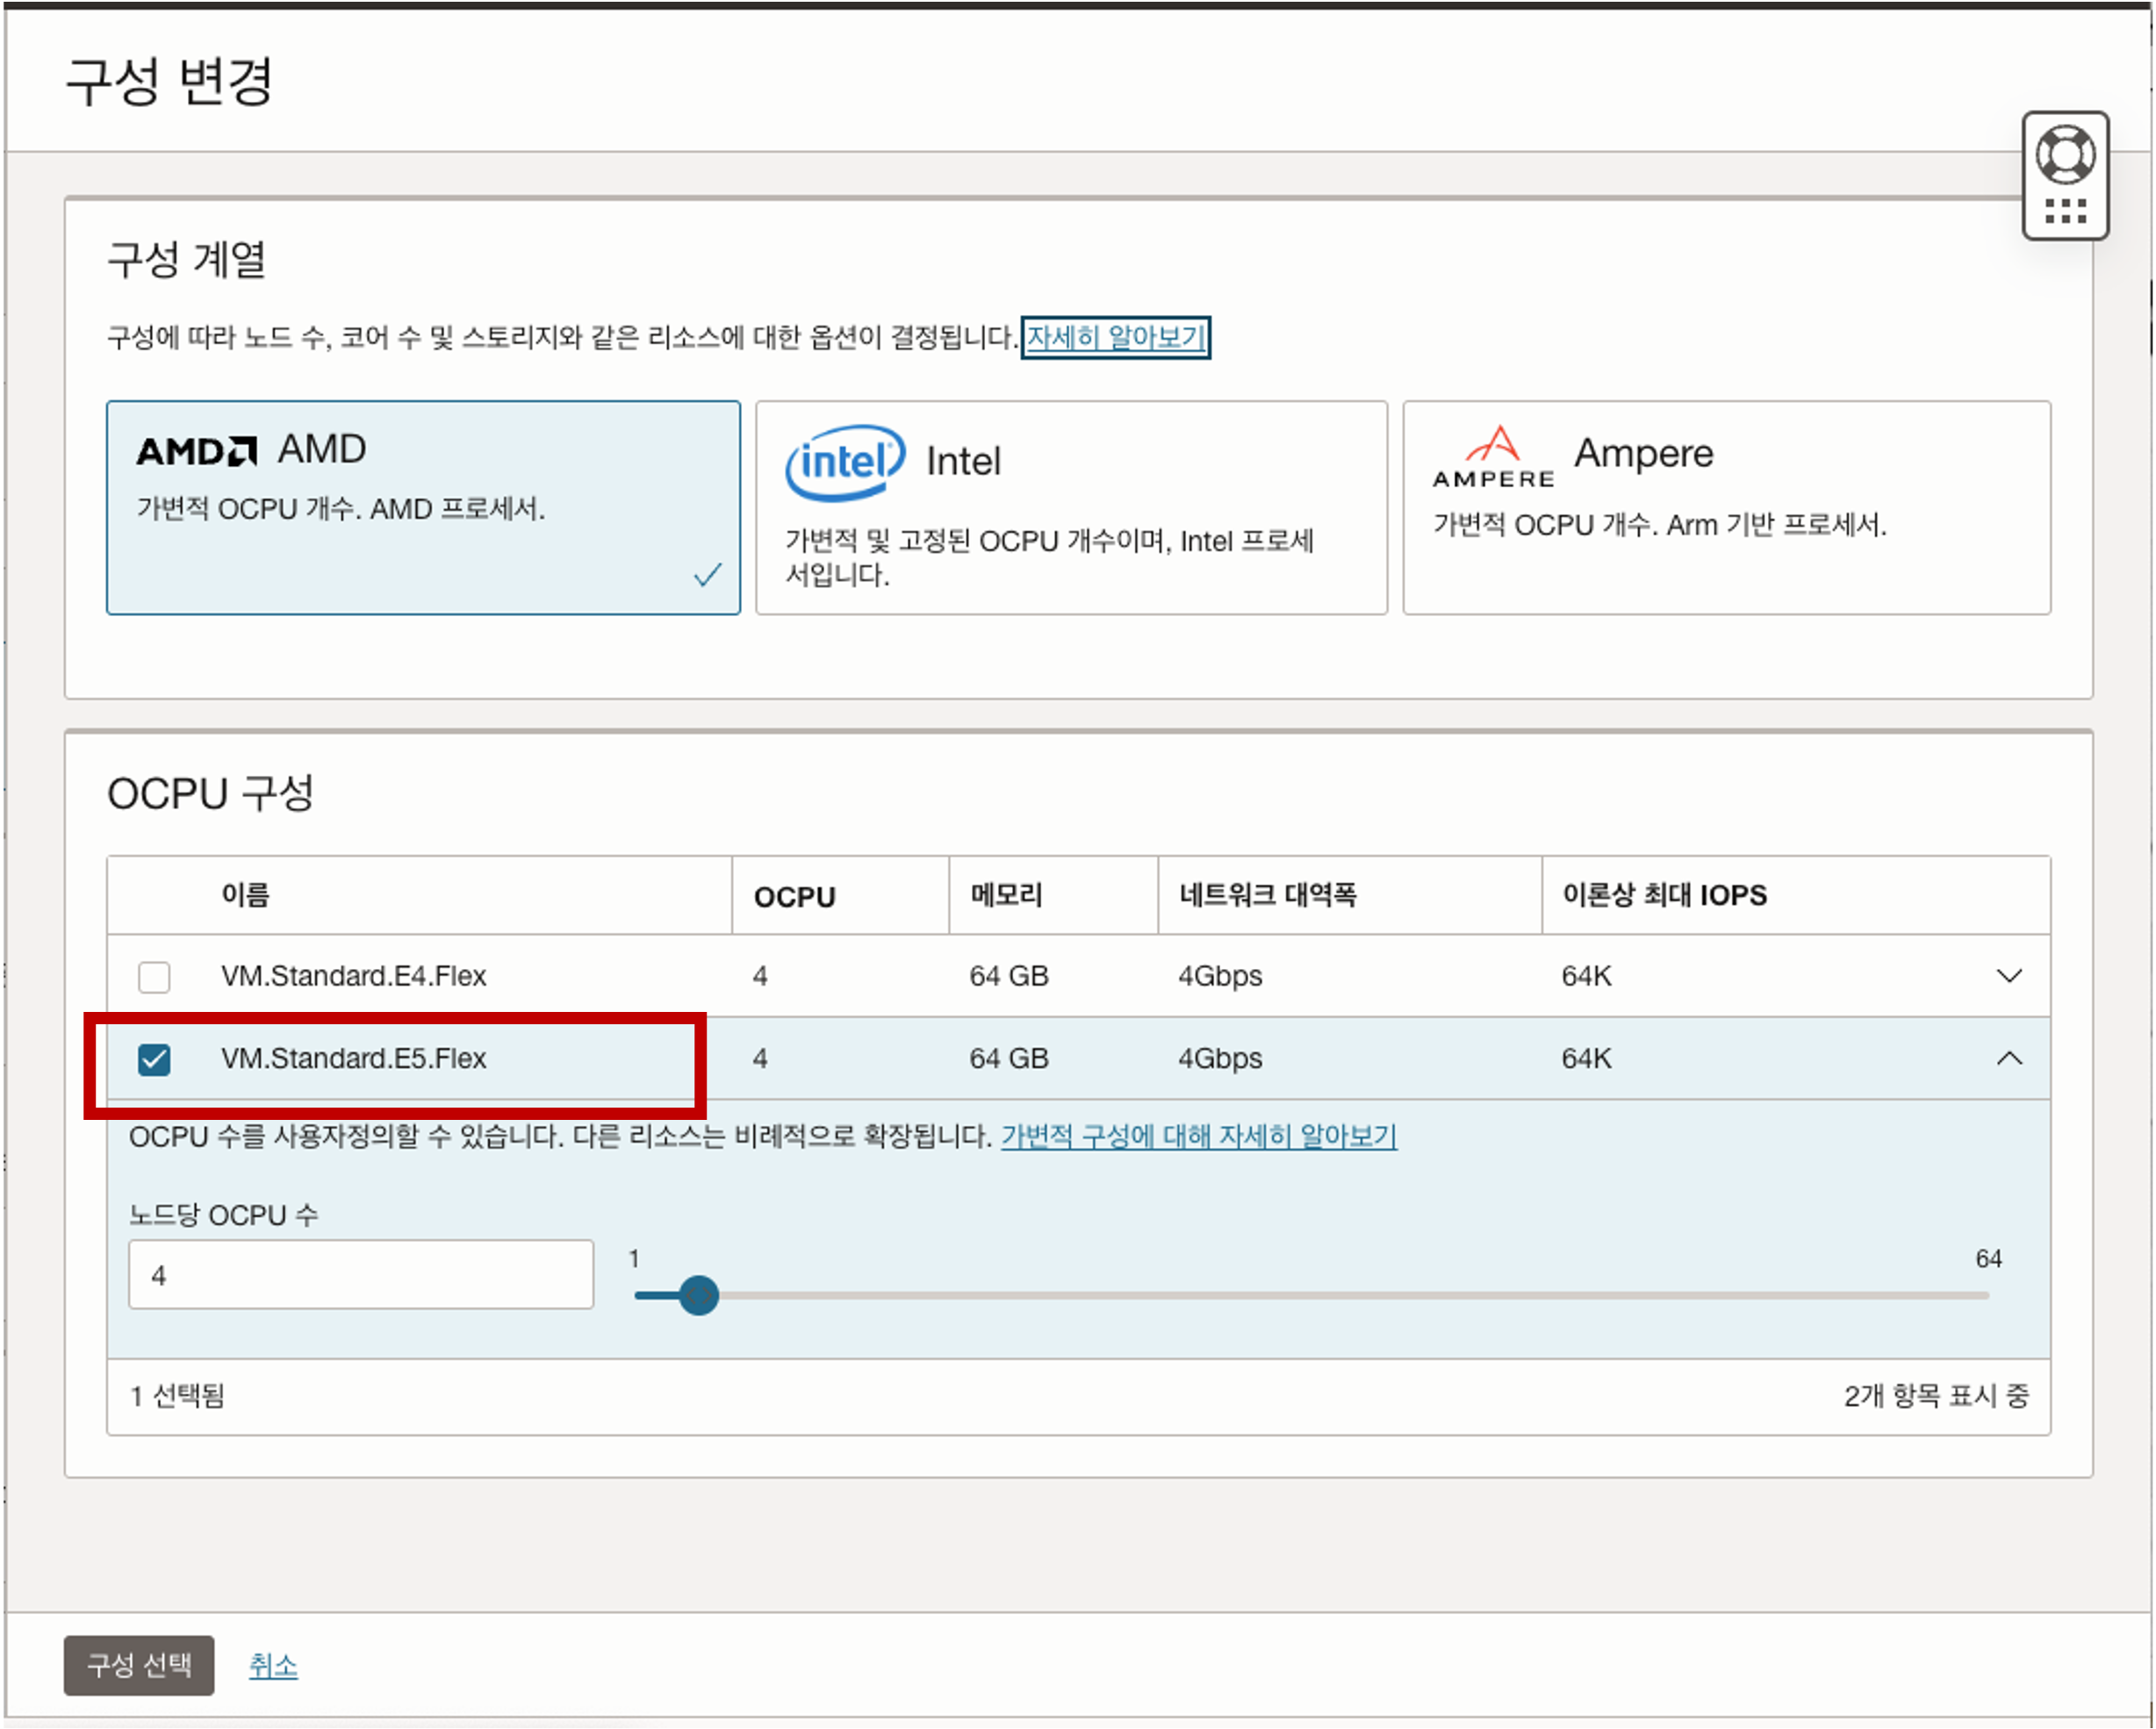 구성 변경
구성 계열
구성에 따라 노드 수, 코어 수 및 스토리지와 같은 리소스에 대한 옵션이 결정됩니다. 자세히 알아보기
AMD AMD
가변적 OCPU 개수. AMD 프로세서.
intel Intel
가변적 및 고정된 OCPU 개수이며, Intel 프로세
서입니다.
AMPERE Ampere
가변적 OCPU 개수. Arm 기반 프로세서.
OCPU 구성
이름 OCPU 메모리 네트워크 대역폭 이론상 최대 IOPS
VM.Standard.E4.Flex 4 64 GB 4Gbps 64K
VM.Standard.E5.Flex 4 64 GB 4Gbps 64K
OCPU 수를 사용자정의할 수 있습니다. 다른 리소스는 비례적으로 확장됩니다. 가변적 구성에 대해 자세히 알아보기
노드당 OCPU 수
4
1 64
1 선택됨 2개 항목 표시 중
구성 선택 취소